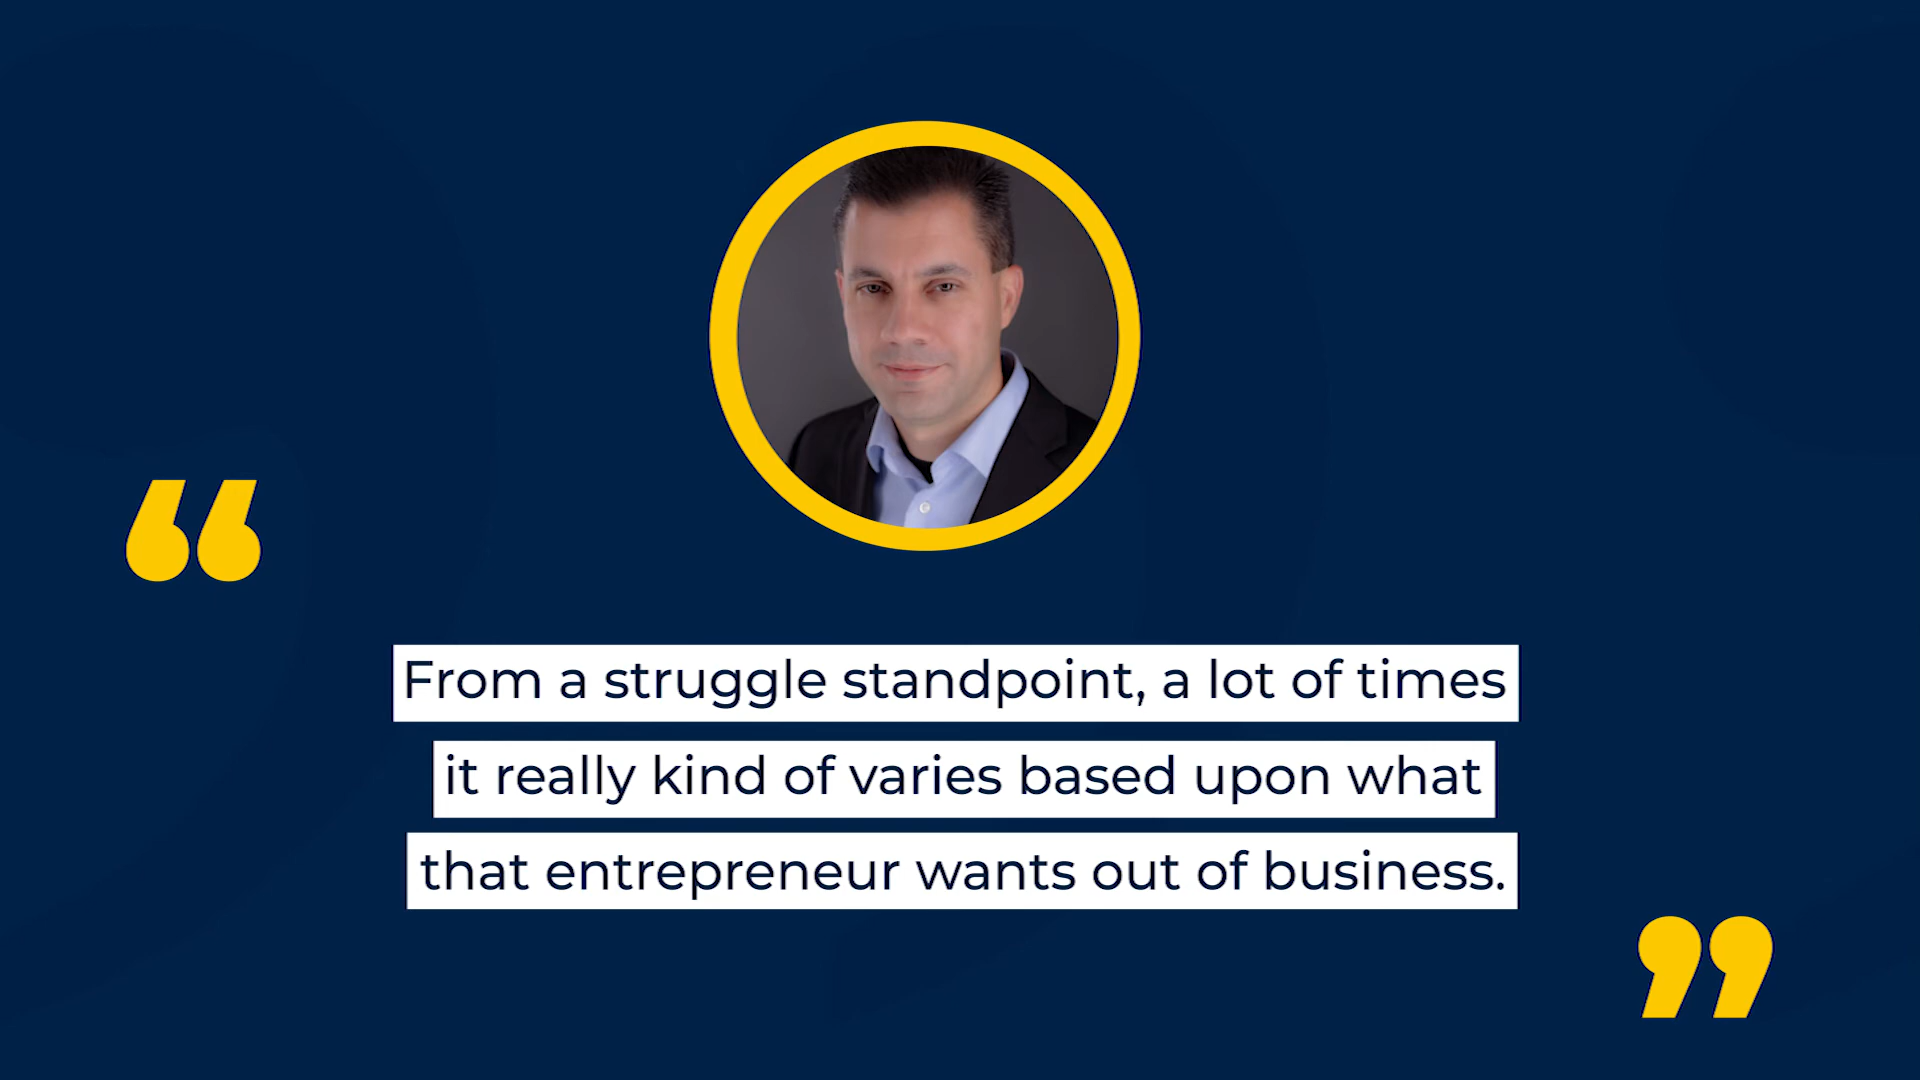 “
From a struggle standpoint, a lot of times
it really kind of varies based upon what
that entrepreneur wants out of business.
”